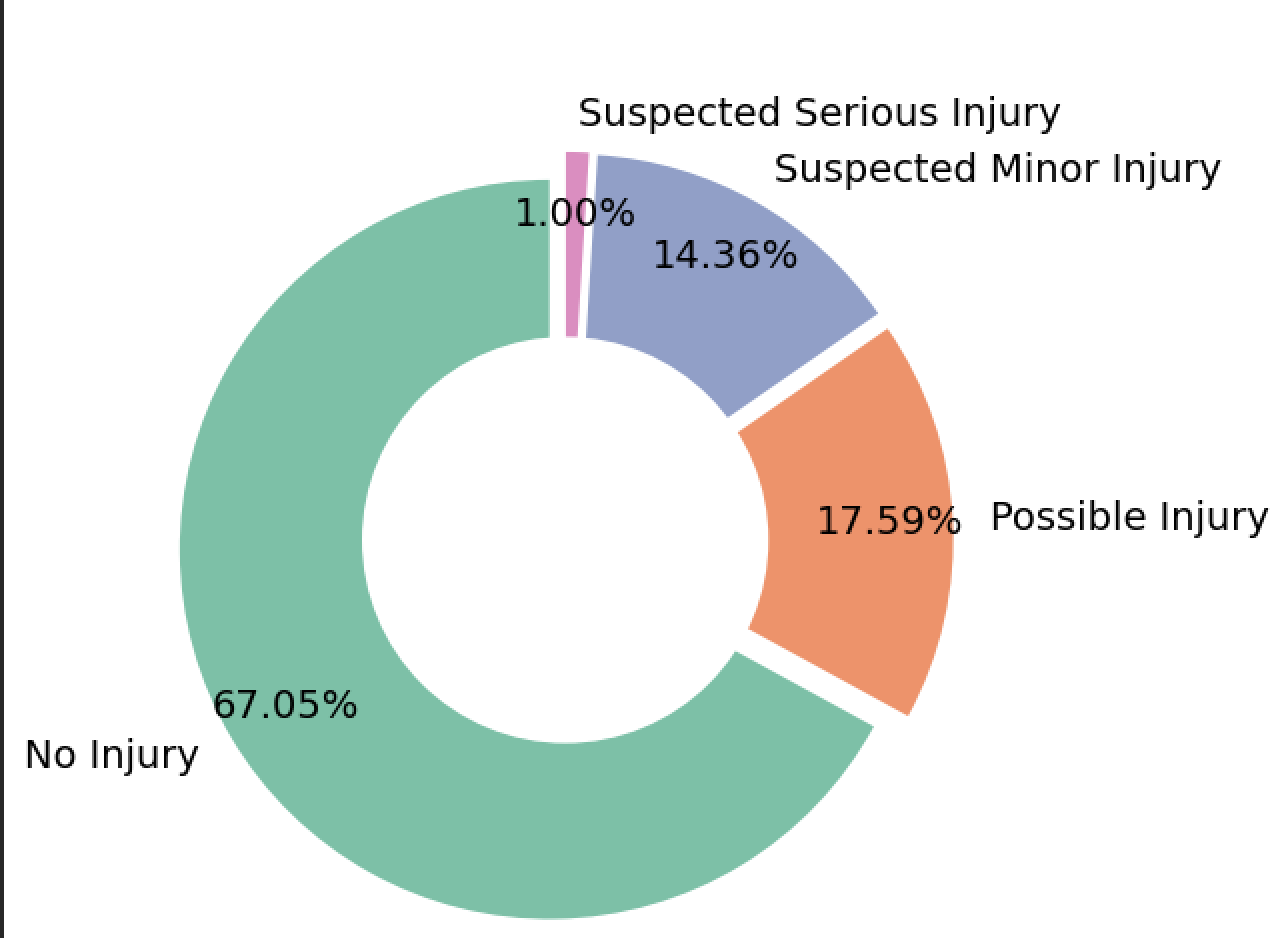 Suspected Serious Injury
Suspected Minor Injury
1.00%
14.36%
17.59%
Possible Injury
67.05%
No Injury